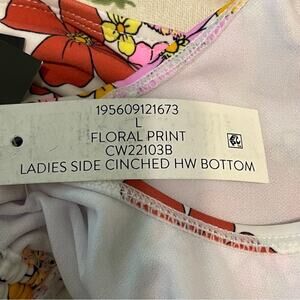 195609121673
L
FLORAL PRINT
CW22103B
LADIES SIDE CINCHED HW BOTTOM